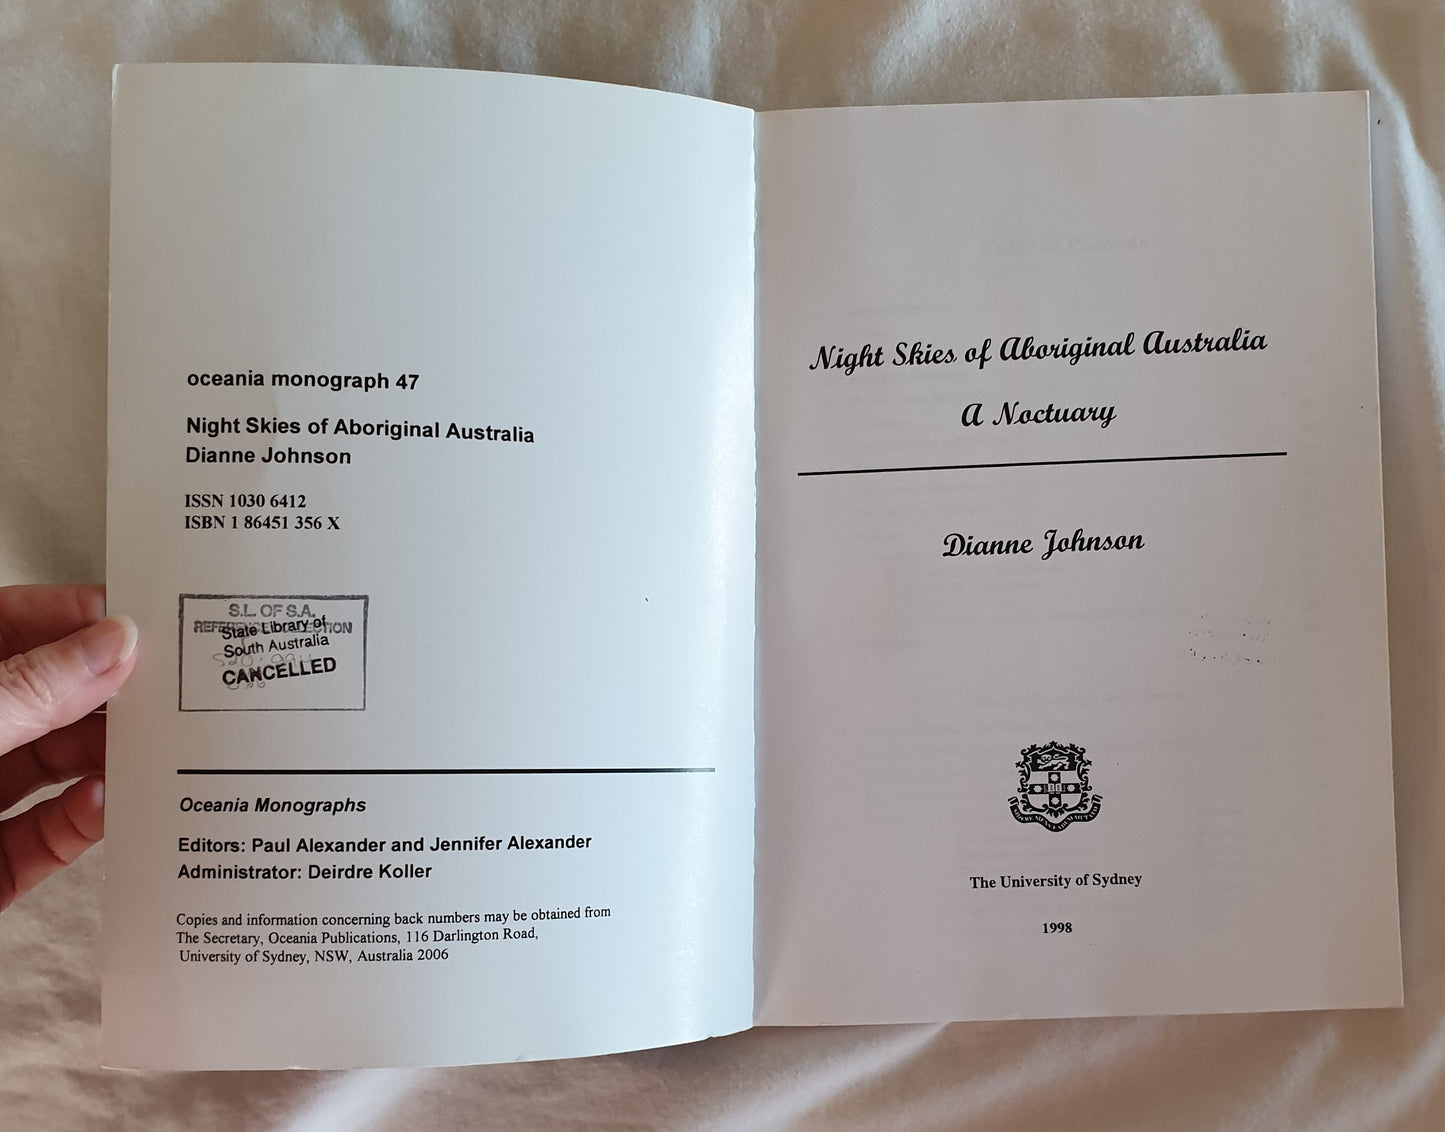 oceania monograph 47
Night Skies of Aboriginal Australia
Dianne Johnson
ISSN 1030 6412
ISBN 1 86451 356 X
S.L. OF S.A.
State Library of
South Australia
CANCELLED
Oceania Monographs
Editors: Paul Alexander and Jennifer Alexander
Administrator: Deirdre Koller
Copies and information concerning back numbers may be obtained from
The Secretary, Oceania Publications, 116 Darlington Road,
University of Sydney, NSW, Australia 2006
Night Skies of Aboriginal Australia
A Noctuary
Dianne Johnson
The University of Sydney
1998